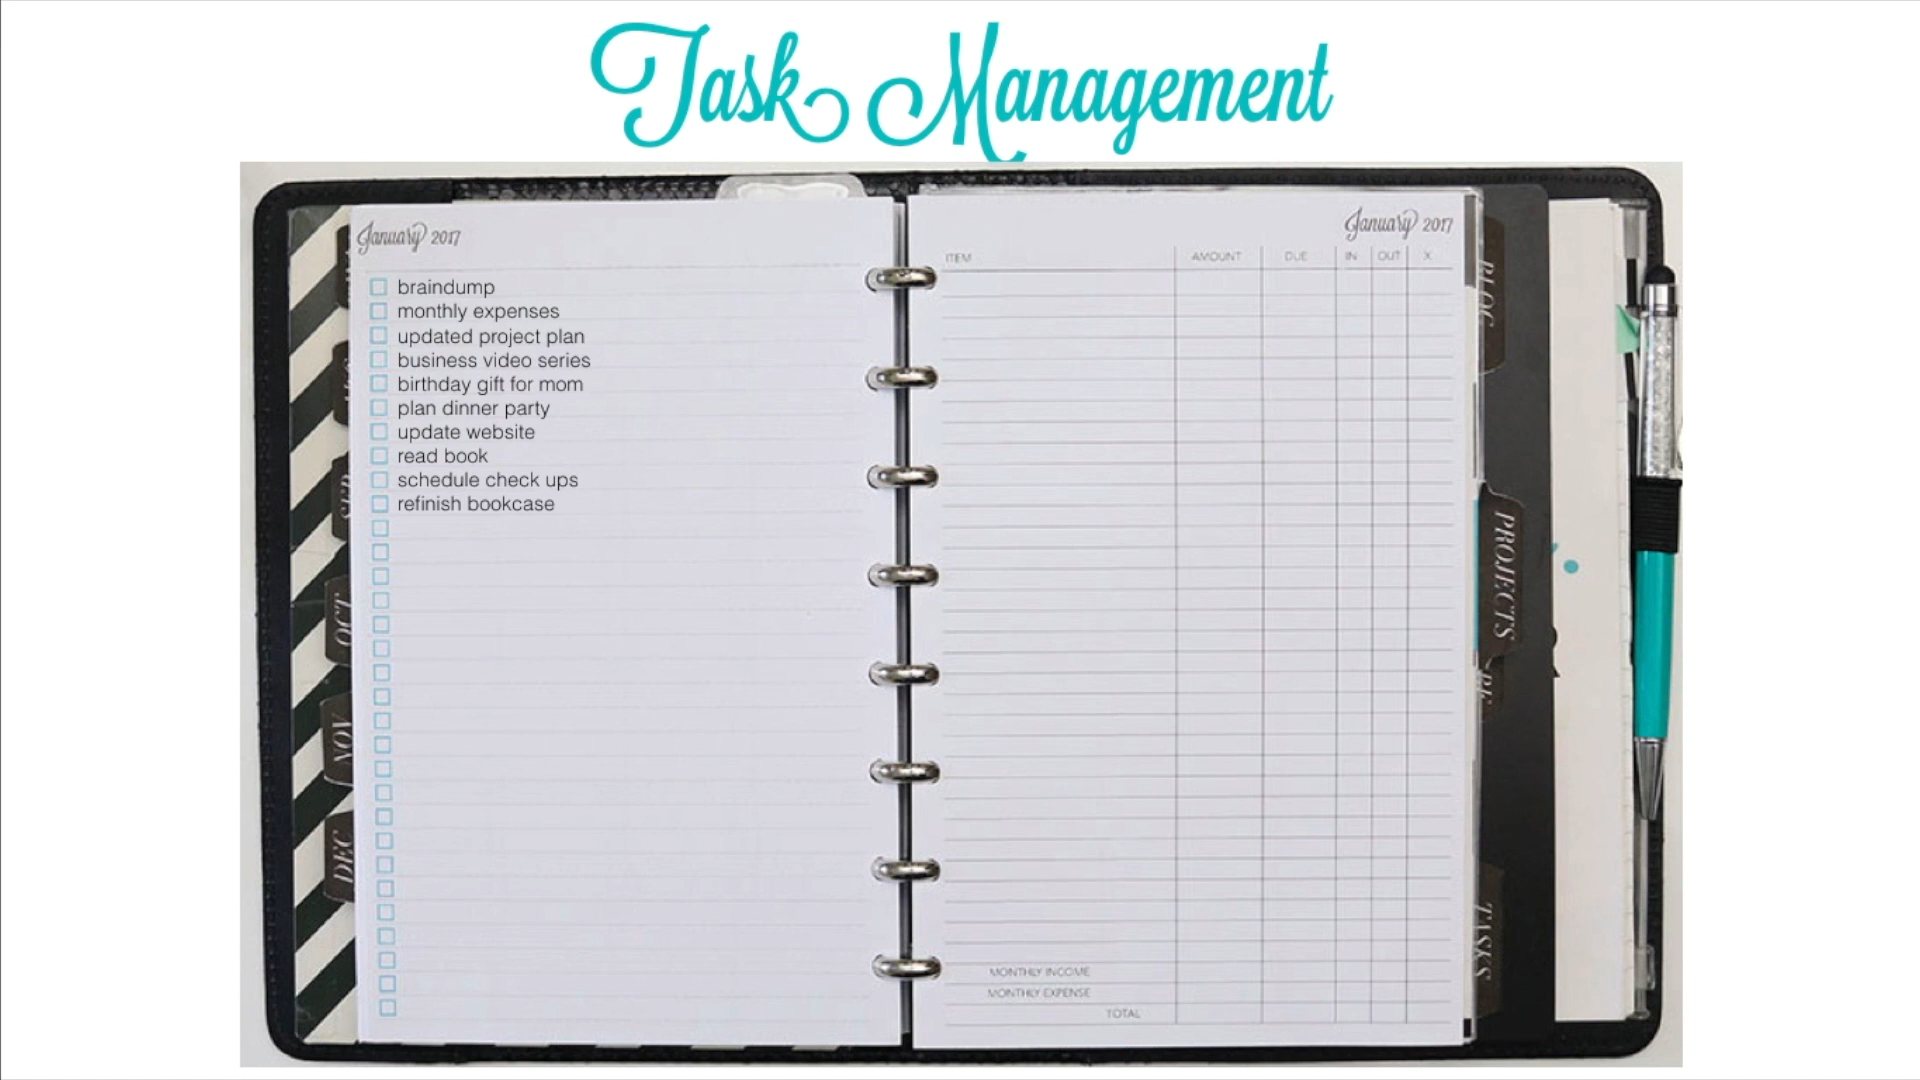 Task Management
January 2017
braindump
monthly expenses
updated project plan
business video series
birthday gift for mom
plan dinner party
update website
read book
schedule check ups
refinish bookcase
January 2017
ITEM AMOUNT DUE IN OUT X
MONTHLY INCOME
MONTHLY EXPENSE
TOTAL
SEP
OCT
NOV
DEC
BLOG
PROJECTS
TASKS